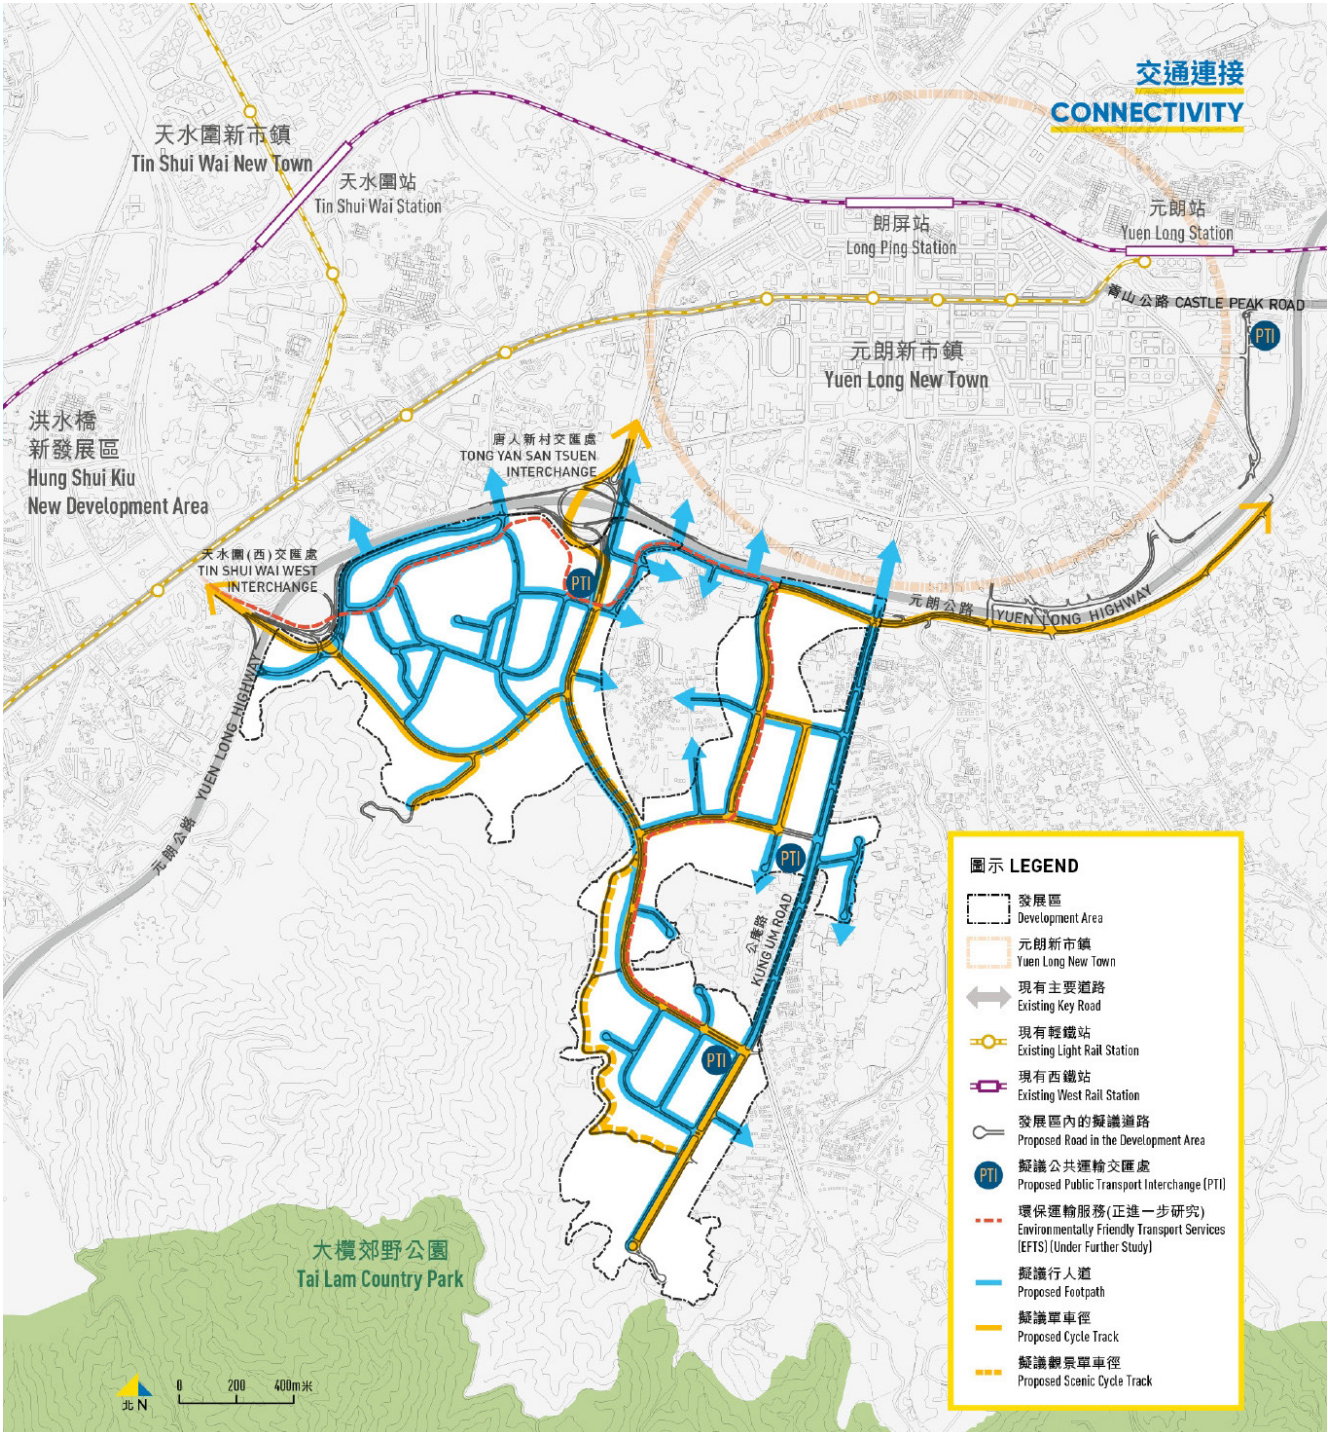 交通連接
CONNECTIVITY
天水圍新市鎮
Tin Shui Wai New Town
天水圍站
Tin Shui Wai Station
朗屏站
Long Ping Station
元朗站
Yuen Long Station
青山公路 CASTLE PEAK ROAD
PTI
元朗新市鎮
Yuen Long New Town
洪水橋
新發展區
Hung Shui Kiu
New Development Area
唐人新村交匯處
TONG YAN SAN TSUEN
INTERCHANGE
天水圍(西)交匯處
TIN SHUI WAI WEST
INTERCHANGE
PTI
元朗公路 YUEN LONG HIGHWAY
元朗公路 YUEN LONG HIGHWAY
PTI
公庵路
KUNG UM ROAD
PTI
大欖郊野公園
Tai Lam Country Park
北 N
0 200 400m米
圖示 LEGEND
發展區
Development Area
元朗新市鎮
Yuen Long New Town
現有主要道路
Existing Key Road
現有輕鐵站
Existing Light Rail Station
現有西鐵站
Existing West Rail Station
發展區內的擬議道路
Proposed Road in the Development Area
PTI
擬議公共運輸交匯處
Proposed Public Transport Interchange (PTI)
環保運輸服務(正進一步研究)
Environmentally Friendly Transport Services
(EFTS) (Under Further Study)
擬議行人道
Proposed Footpath
擬議單車徑
Proposed Cycle Track
擬議觀景單車徑
Proposed Scenic Cycle Track